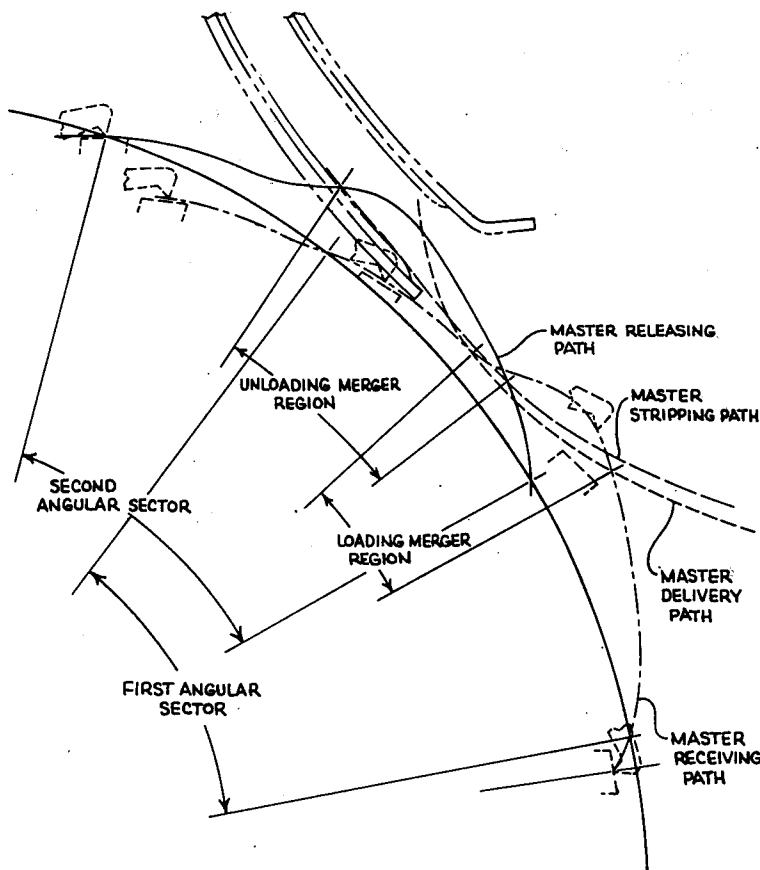 MASTER RELEASING
PATH
UNLOADING MERGER
REGION
MASTER
STRIPPING PATH
SECOND
ANGULAR SECTOR
LOADING MERGER
REGION
MASTER
DELIVERY
PATH
FIRST ANGULAR
SECTOR
MASTER
RECEIVING
PATH